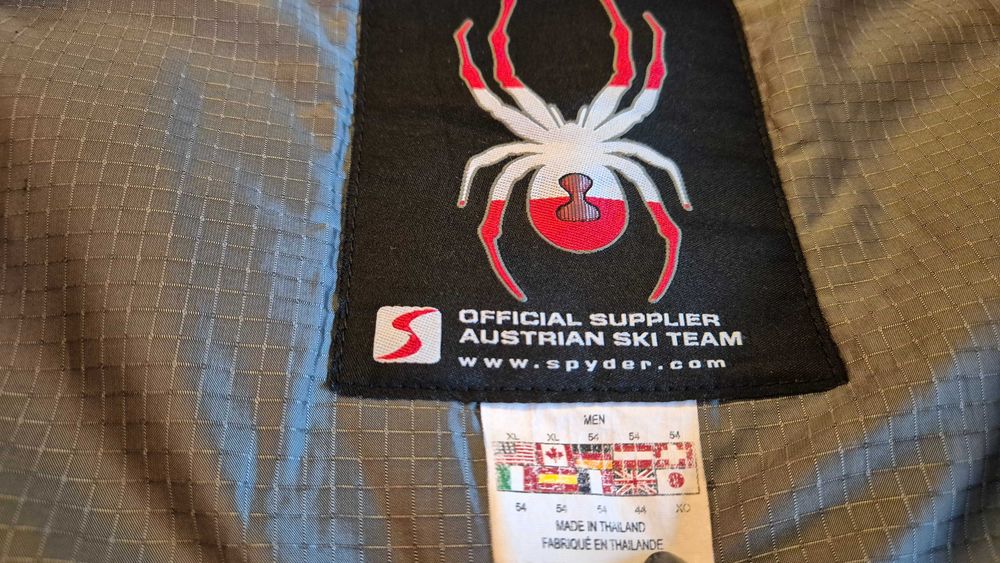 OFFICIAL SUPPLIER
AUSTRIAN SKI TEAM
www.spyder.com
MEN
XL XL 54 54 54
54 54 54 44 XO
MADE IN THAILAND
FABRIQUÉ EN THAILANDE